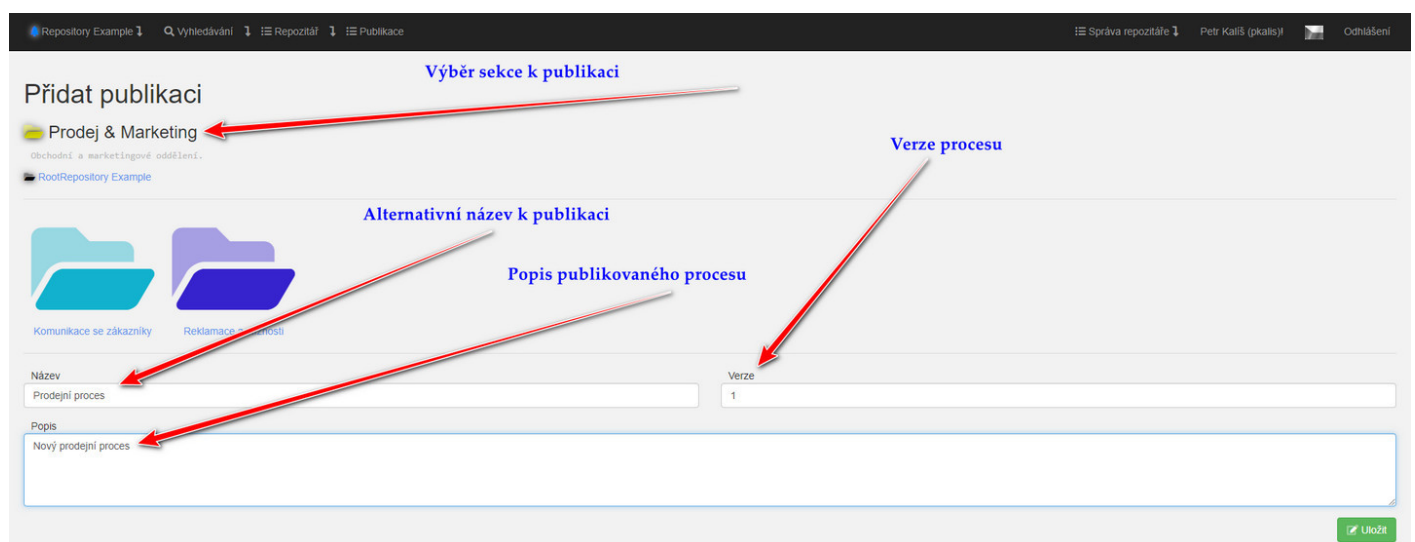 Repository Example Vyhledávání Repozitář Publikace Správa repozitáře Petr Kališ (pkalis)! Odhlášení
Výběr sekce k publikaci
Přidat publikaci
Prodej & Marketing
Verze procesu
Obchodní a marketingové oddělení.
RootRepository Example
Alternativní název k publikaci
Popis publikovaného procesu
Komunikace se zákazníky Reklamace
Název Verze
Prodejní proces 1
Popis
Nový prodejní proces
Uložit